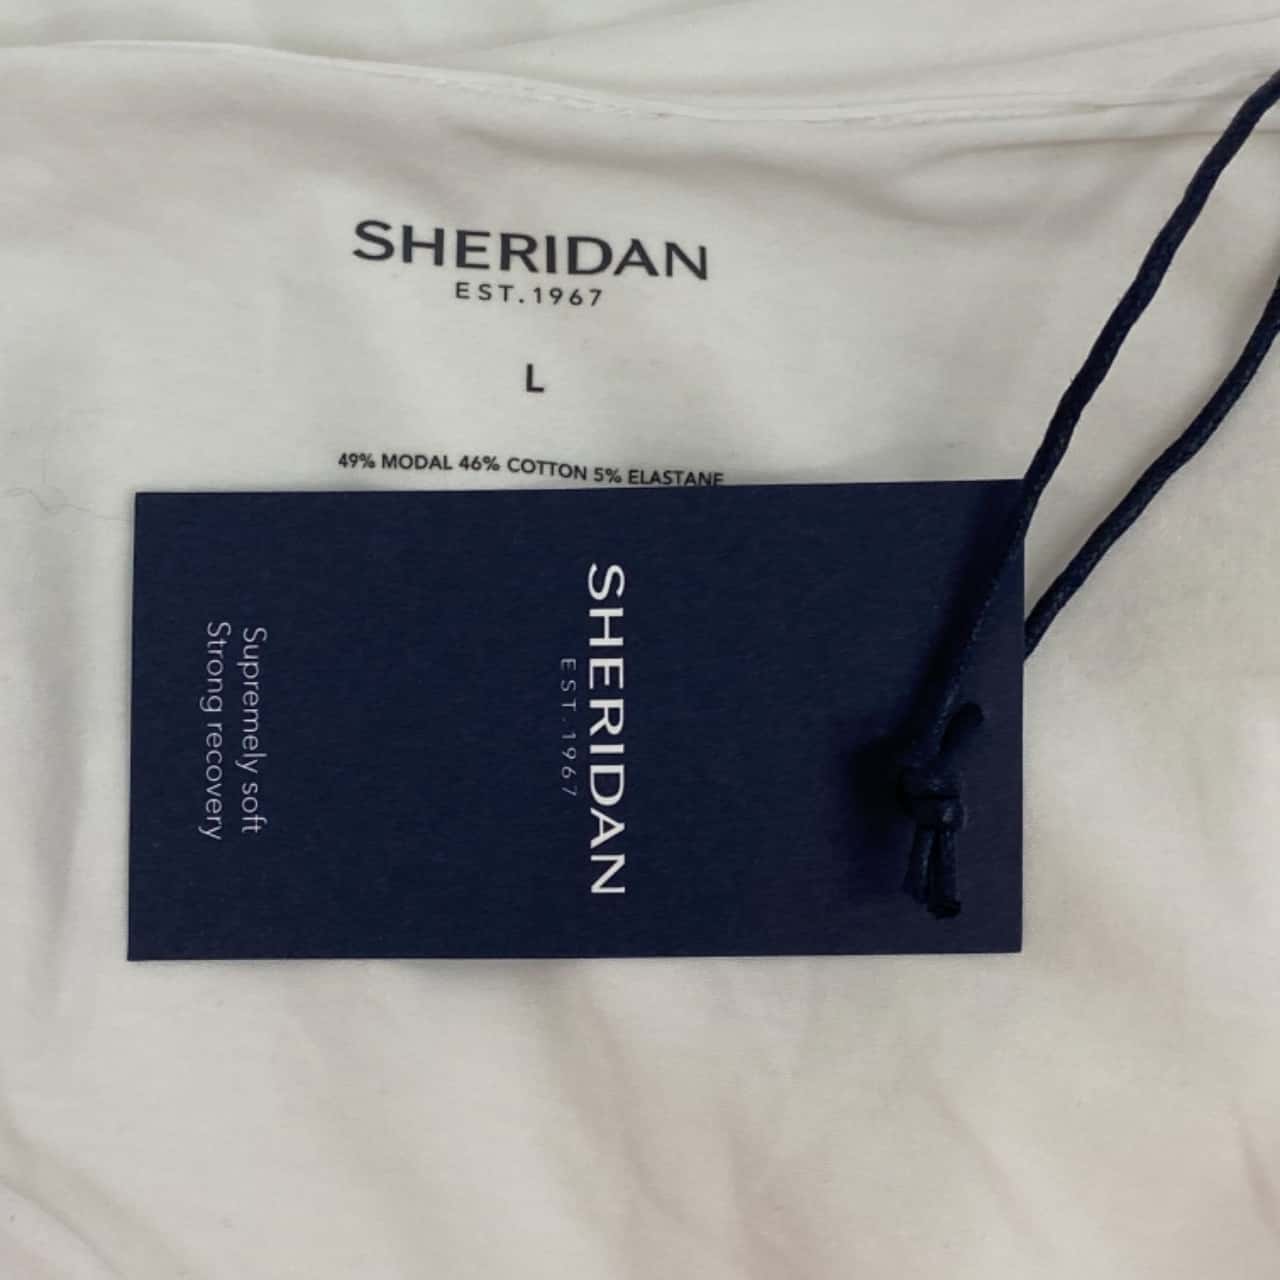 SHERIDAN
EST.1967
L
49% MODAL 46% COTTON 5% ELASTANE
SHERIDAN
EST.1967
Supremely soft
Strong recovery